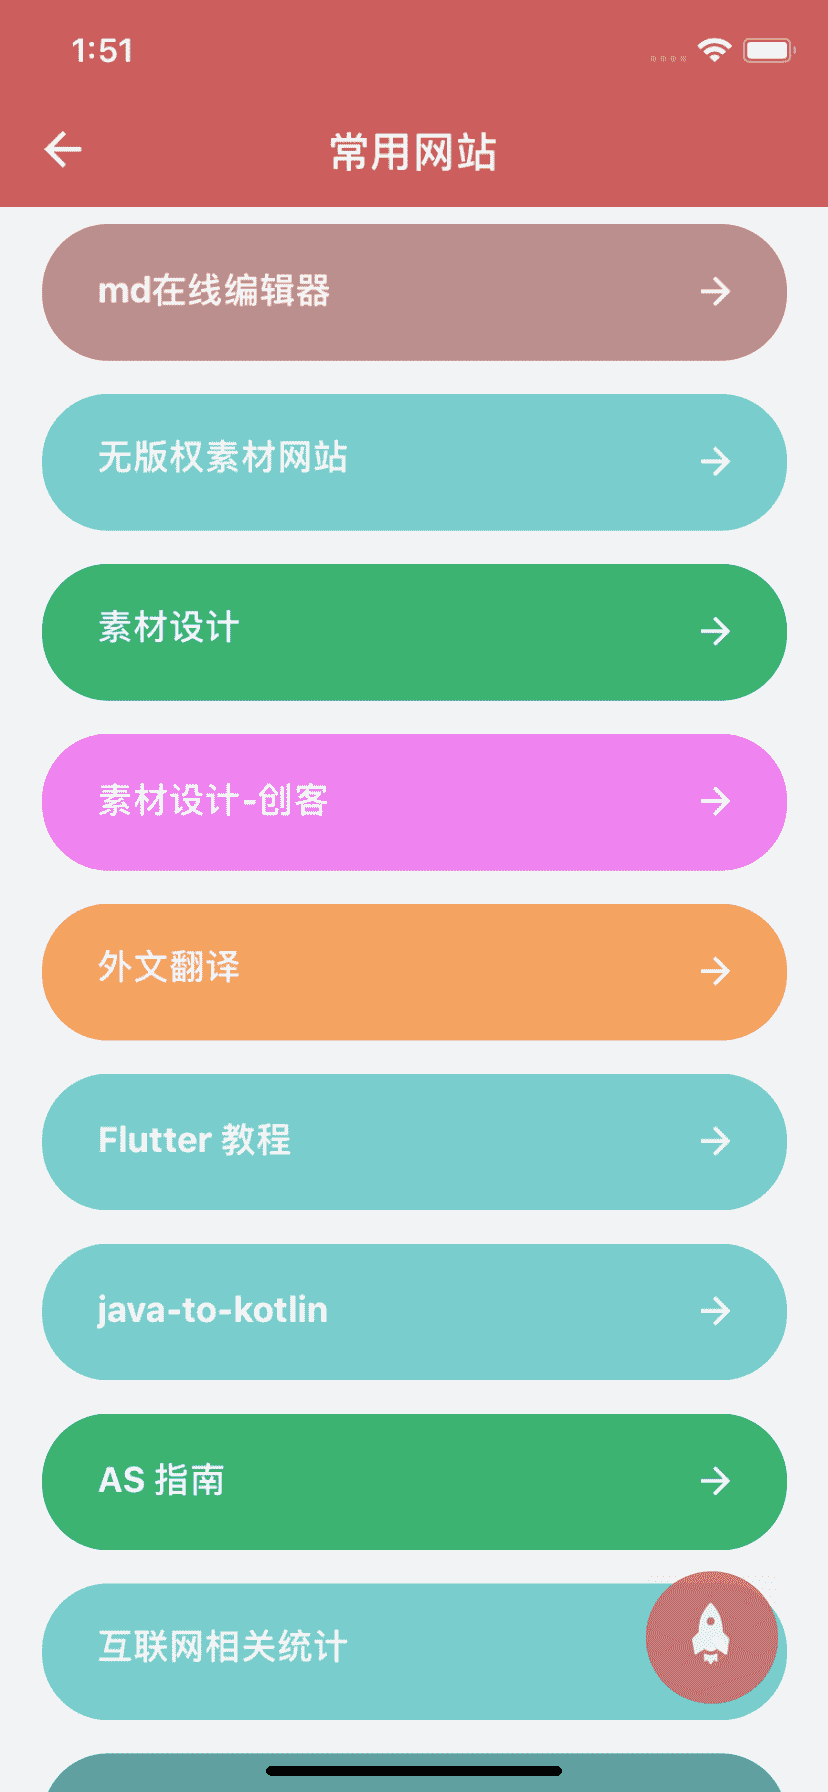 1:51
常用网站
md在线编辑器
无版权素材网站
素材设计
素材设计-创客
外文翻译
Flutter 教程
java-to-kotlin
AS 指南
互联网相关统计